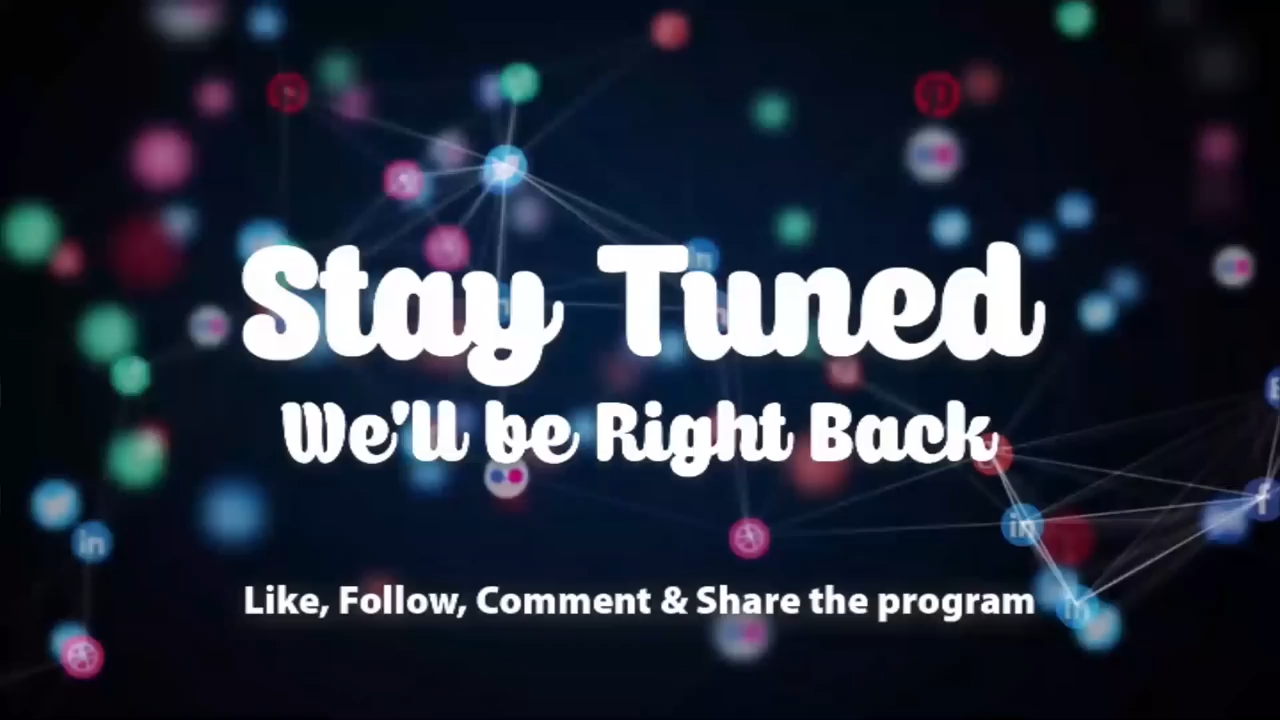 Stay Tuned
We'll be Right Back
Like, Follow, Comment & Share the program